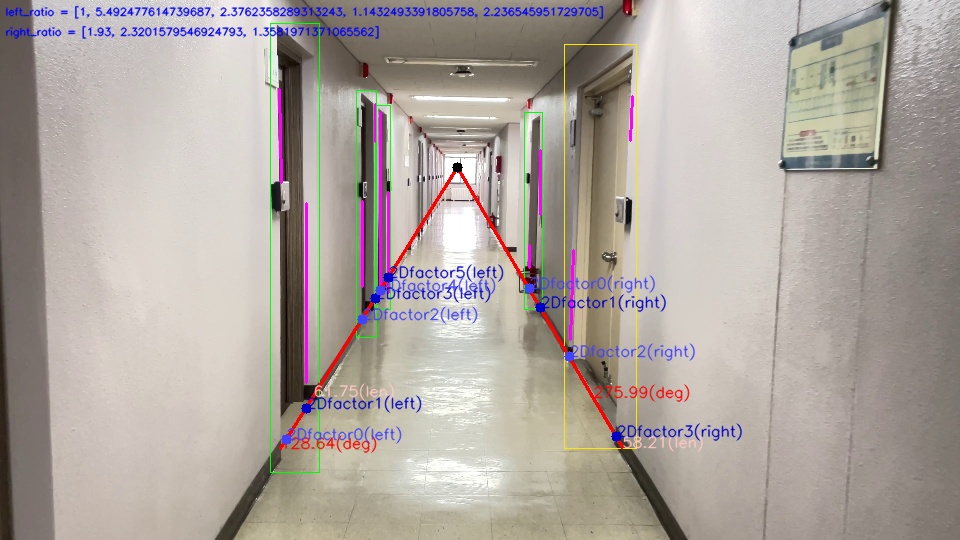 left_ratio = [1, 5.492477614739687, 2.3762358289313243, 1.1432493391805758, 2.236545951729705]
right_ratio = [1.93, 2.3201579546924793, 1.3581971371065562]
2Dfactor5(left)
2Dfactor4(left)
2Dfactor3(left)
2Dfactor0(right)
2Dfactor1(right)
2Dfactor2(left)
2Dfactor2(right)
61.75(len)
275.99(deg)
2Dfactor1(left)
2Dfactor0(left)
2Dfactor3(right)
28.64(deg)
58.21(len)